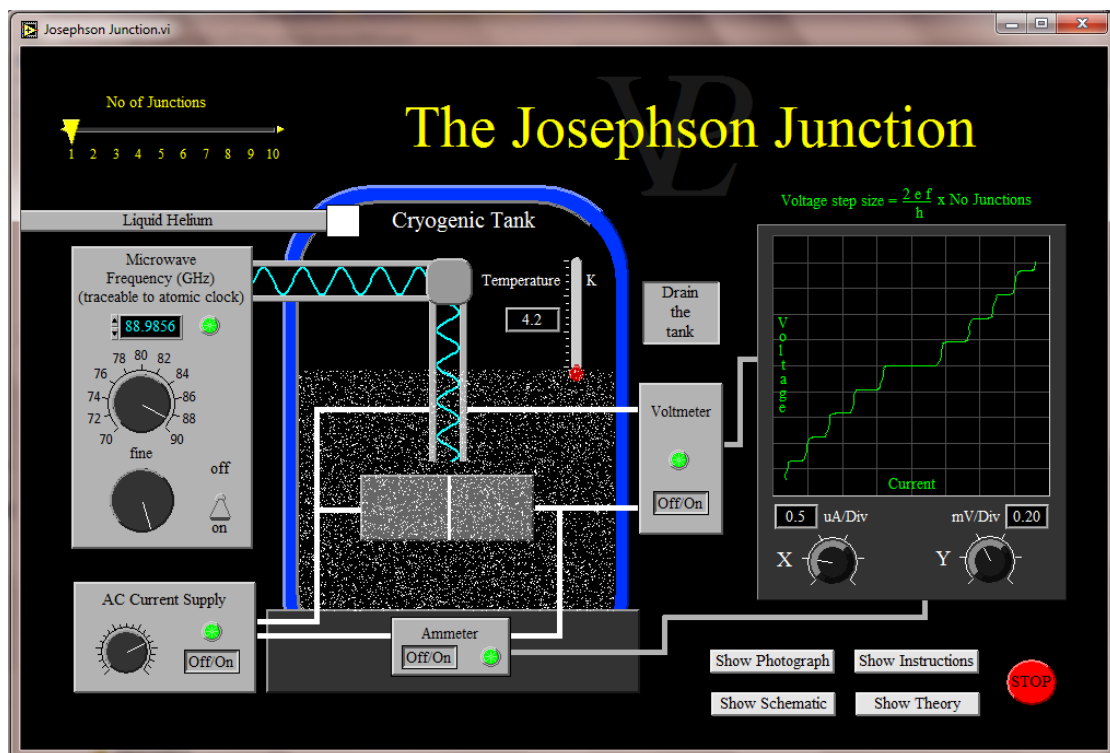 Josephson Junction.vi
No of Junctions
1 2 3 4 5 6 7 8 9 10
The Josephson Junction
VPL
Voltage step size = 2 e f / h x No Junctions
Liquid Helium
Cryogenic Tank
Microwave
Frequency (GHz)
(traceable to atomic clock)
88.9856
78 80 82
76 84
74 86
72 88
70 90
fine
off
on
Temperature
K
4.2
Drain
the
tank
Voltmeter
Off/On
Voltage
Current
0.5 uA/Div
mV/Div 0.20
X
Y
AC Current Supply
Off/On
Ammeter
Off/On
Show Photograph
Show Instructions
Show Schematic
Show Theory
STOP